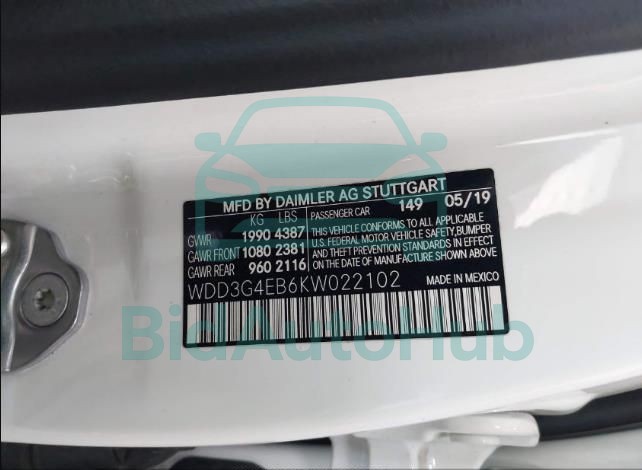 MFD BY DAIMLER AG STUTTGART
KG LBS PASSENGER CAR 149 05/19
GVWR 1990 4387 THIS VEHICLE CONFORMS TO ALL APPLICABLE
GAWR FRONT 1080 2381 U.S. FEDERAL MOTOR VEHICLE SAFETY,BUMPER
GAWR REAR 960 2116 AND THEFT PREVENTION STANDARDS IN EFFECT
ON THE DATE OF MANUFACTURE SHOWN ABOVE.
WDD3G4EB6KW022102 MADE IN MEXICO
BidAutoHub